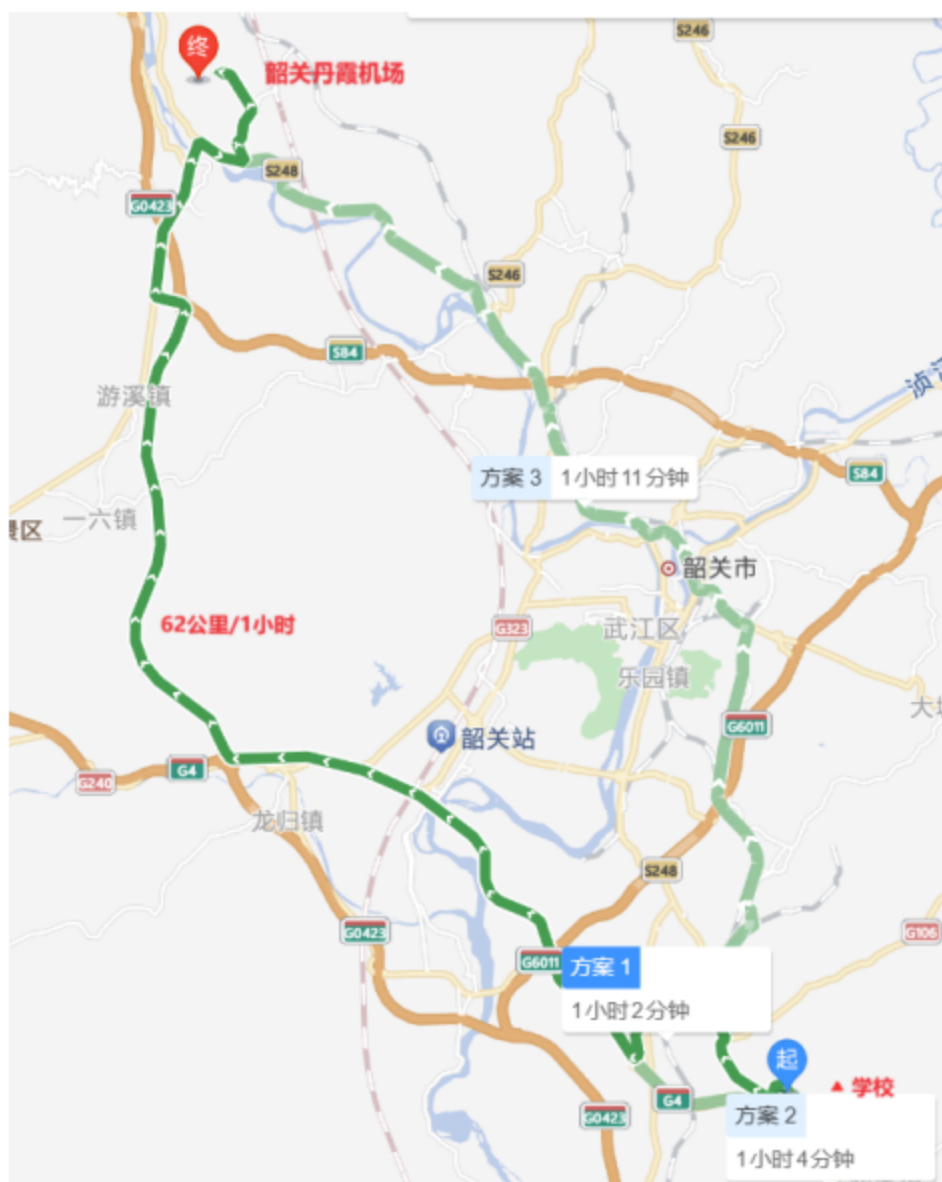 S246
终
韶关丹霞机场
S246
S248
G0423
S246
S84
游溪镇
方案 3 1小时11分钟
S84
一六镇
景区
韶关市
62公里/1小时
G323
武江区
乐园镇
G6011
韶关站
G4
G240
龙归镇
S248
G0423
G106
G6011
方案 1
1小时2分钟
起
学校
G4
G0423
方案 2
1小时4分钟